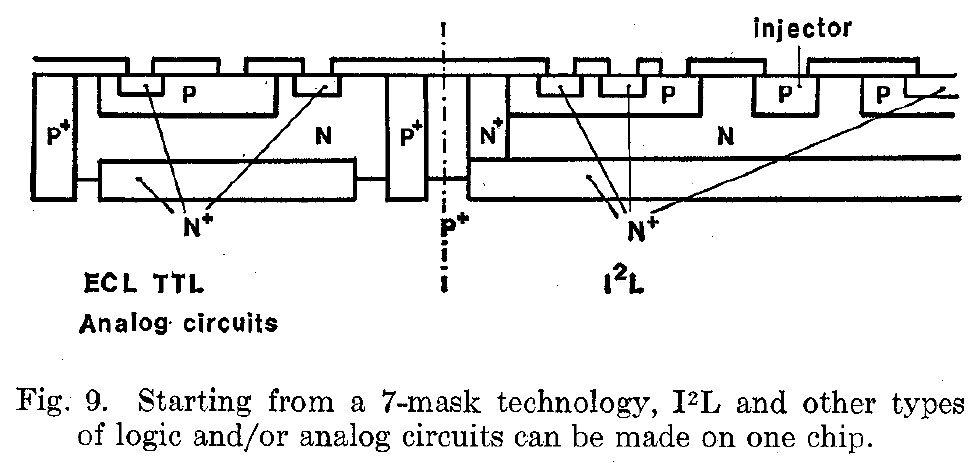 injector
P P P P
P+ N P+ N+ N
N+ P+ N+
ECL TTL I²L
Analog circuits
Fig. 9. Starting from a 7-mask technology, I²L and other types
of logic and/or analog circuits can be made on one chip.